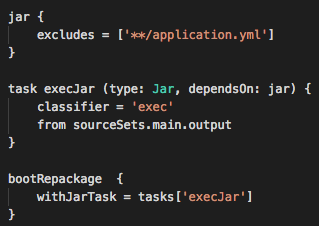 jar {
    excludes = ['**/application.yml']
}

task execJar (type: Jar, dependsOn: jar) {
    classifier = 'exec'
    from sourceSets.main.output
}

bootRepackage  {
    withJarTask = tasks['execJar']
}